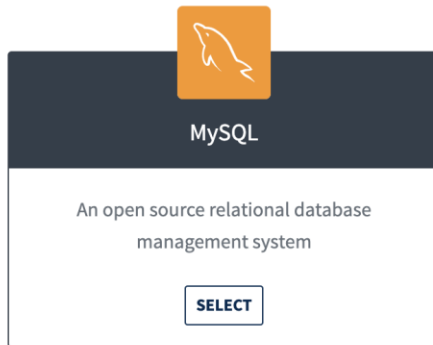 MySQL
An open source relational database
management system
SELECT